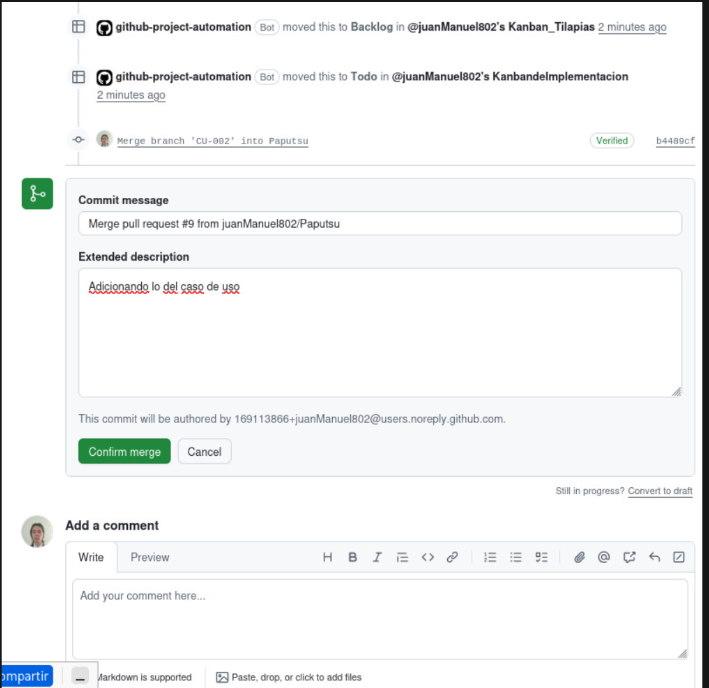 github-project-automation Bot moved this to Backlog in @juanManuel802's Kanban_Tilapias 2 minutes ago
github-project-automation Bot moved this to Todo in @juanManuel802's KanbandeImplementacion
2 minutes ago
Merge branch 'CU-002' into Paputsu Verified b4489cf
Commit message
Merge pull request #9 from juanManuel802/Paputsu
Extended description
Adicionando lo del caso de uso
This commit will be authored by 169113866+juanManuel802@users.noreply.github.com.
Confirm merge Cancel
Still in progress? Convert to draft
Add a comment
Write Preview
Add your comment here...
ompartir Markdown is supported Paste, drop, or click to add files